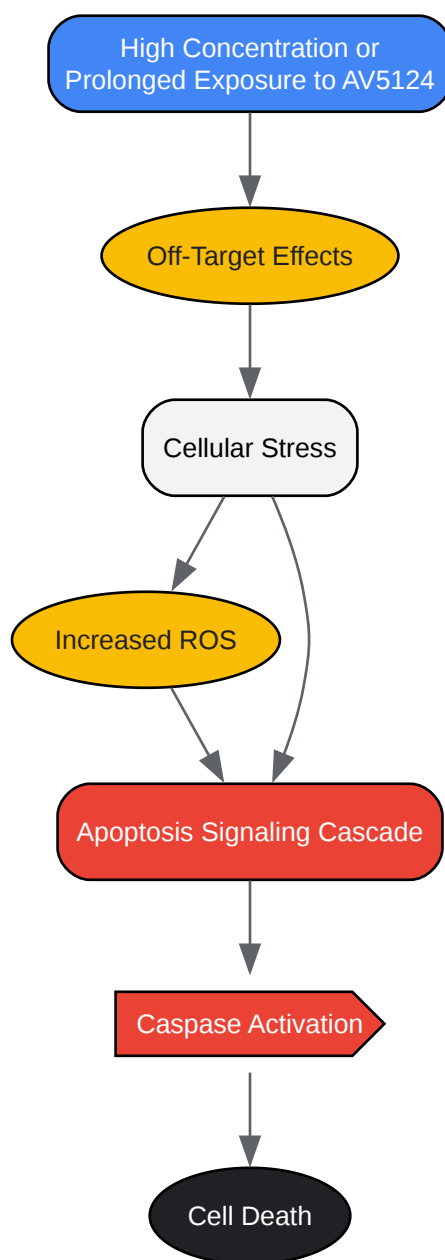 High Concentration or
Prolonged Exposure to AV5124
Off-Target Effects
Cellular Stress
Increased ROS
Apoptosis Signaling Cascade
Caspase Activation
Cell Death